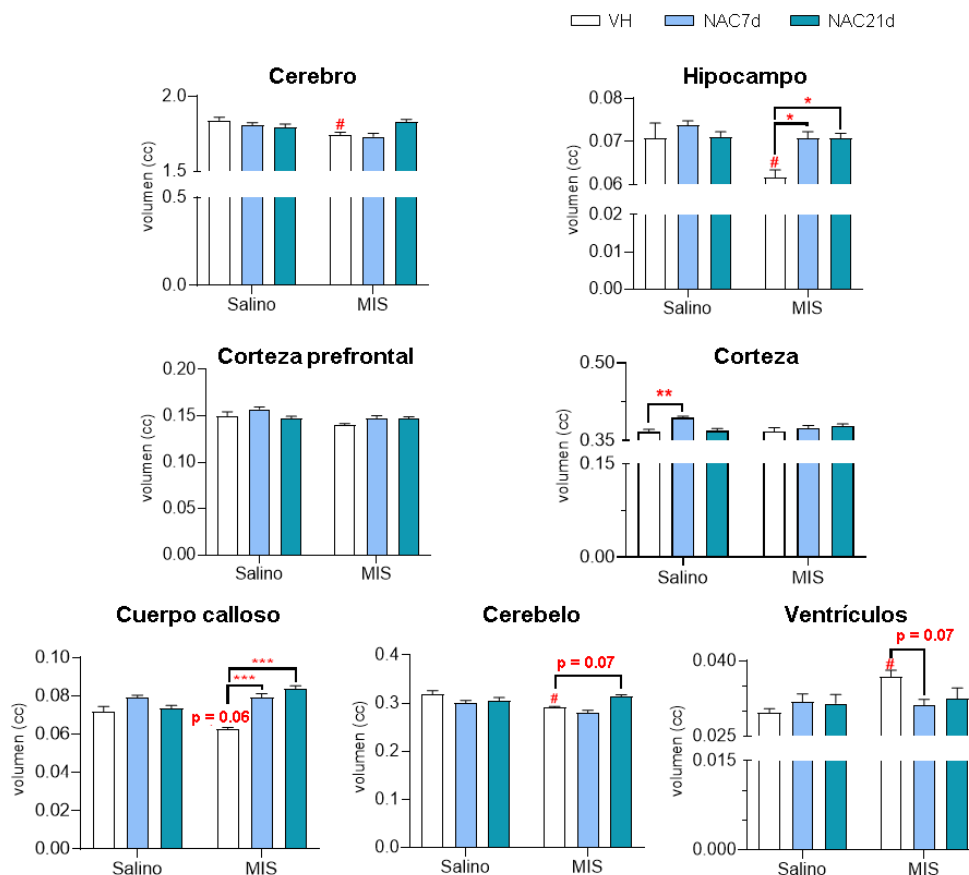 VH NAC7d NAC21d
Cerebro
volumen (cc)
2.0
1.5
0.5
0.0
#
Salino MIS
Hipocampo
volumen (cc)
0.08
0.07
0.06
0.02
0.01
0.00
*
*
#
Salino MIS
Corteza prefrontal
volumen (cc)
0.20
0.15
0.10
0.05
0.00
Salino MIS
Corteza
volumen (cc)
0.50
0.35
0.15
0.00
**
Salino MIS
Cuerpo calloso
volumen (cc)
0.10
0.08
0.06
0.04
0.02
0.00
***
***
p = 0.06
Salino MIS
Cerebelo
volumen (cc)
0.4
0.3
0.2
0.1
0.0
p = 0.07
#
Salino MIS
Ventrículos
volumen (cc)
0.040
0.025
0.015
0.000
p = 0.07
#
Salino MIS